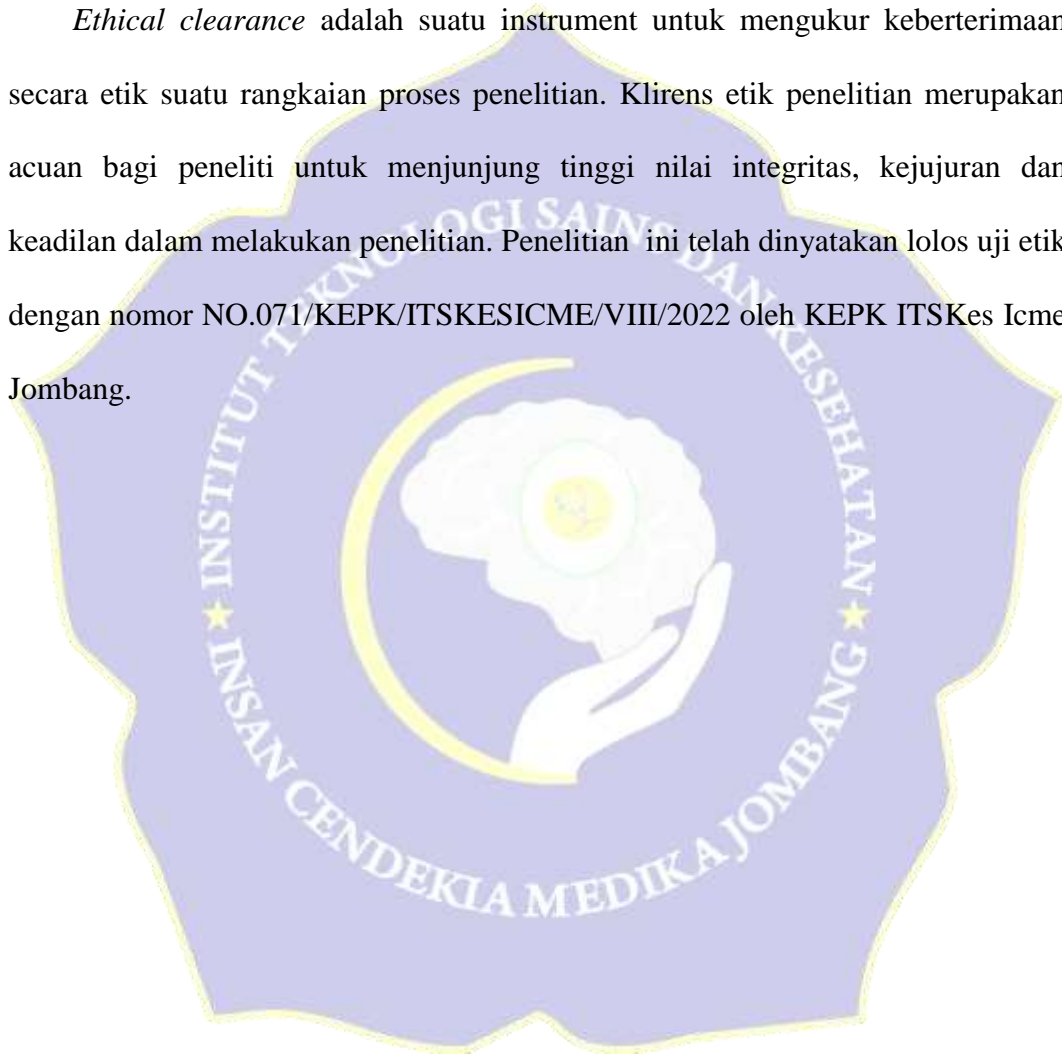 Ethical clearance adalah suatu instrument untuk mengukur keberterimaan
secara etik suatu rangkaian proses penelitian. Klirens etik penelitian merupakan
acuan bagi peneliti untuk menjunjung tinggi nilai integritas, kejujuran dan
keadilan dalam melakukan penelitian. Penelitian ini telah dinyatakan lolos uji etik
dengan nomor NO.071/KEPK/ITSKESICME/VIII/2022 oleh KEPK ITSKes Icme
Jombang.
INSTITUT TEKNOLOGI SAINS DAN KESEHATAN
INSAN CENDEKIA MEDIKA JOMBANG